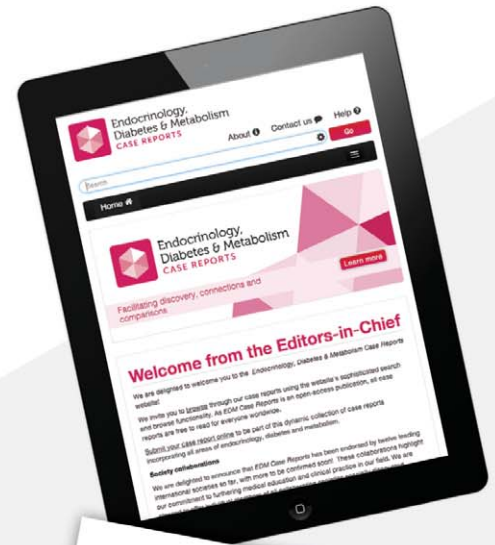 Endocrinology,
Diabetes & Metabolism
CASE REPORTS
About
Contact us
Help
Search
Go
Home
Endocrinology,
Diabetes & Metabolism
CASE REPORTS
Facilitating discovery, connections and
comparisons
Learn more
Welcome from the Editors-in-Chief
We are delighted to welcome you to the Endocrinology, Diabetes & Metabolism Case Reports
website!
We invite you to browse through our case reports using the website's sophisticated search
and browse functionality. As EDM Case Reports is an open-access publication, all case
reports are free to read for everyone worldwide.
Submit your case report online to be part of this dynamic collection of case reports
incorporating all areas of endocrinology, diabetes and metabolism.
Society collaborations
We are delighted to announce that EDM Case Reports has been endorsed by twelve leading
international societies so far, with more to be confirmed soon! These collaborations highlight
our commitment to furthering medical education and clinical practice in our field. We are